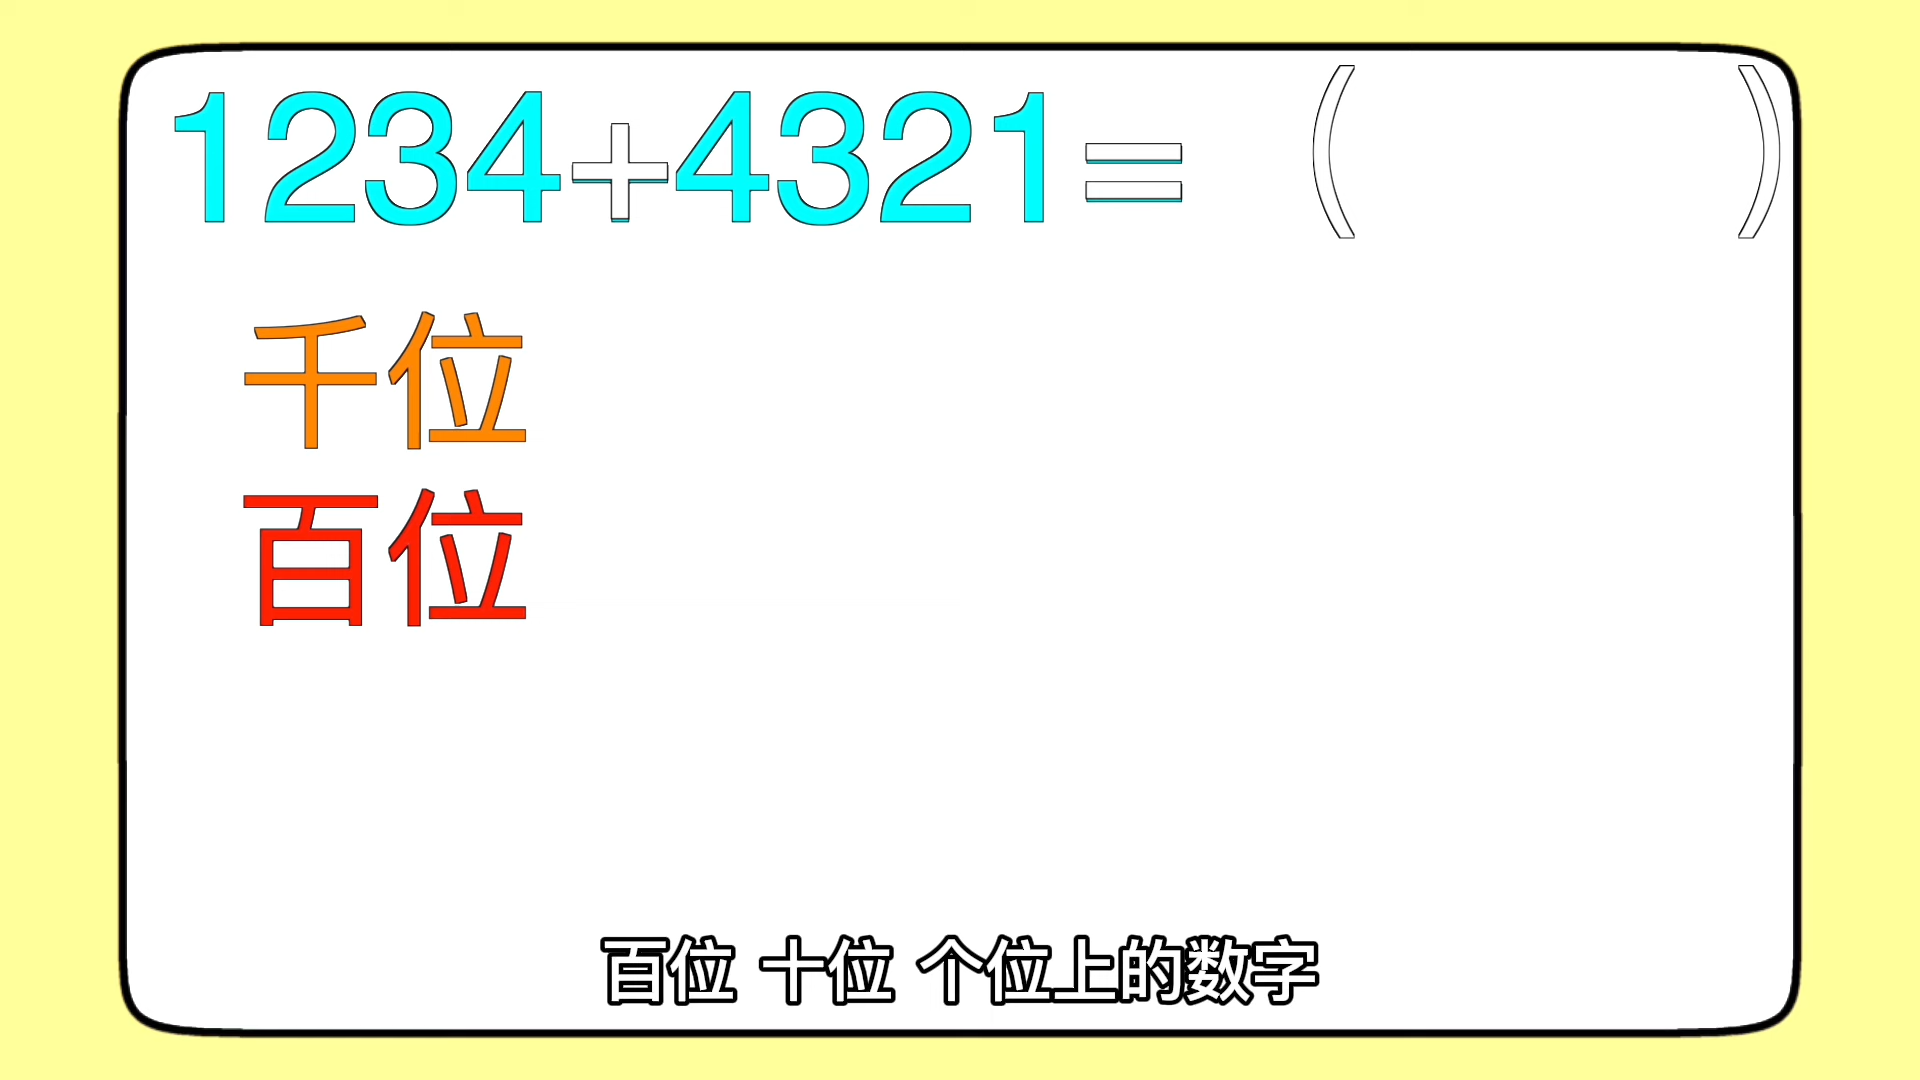 1234+4321=（ ）
千位
百位
百位 十位 个位上的数字